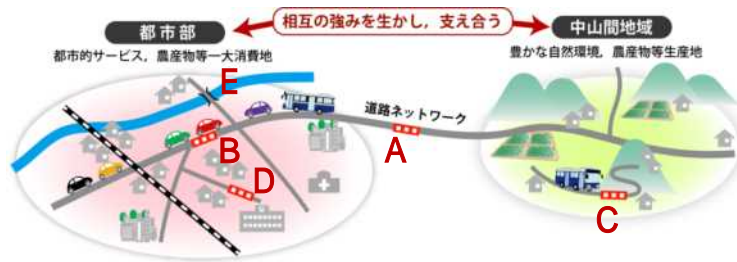 相互の強みを生かし，支え合う
都市部
中山間地域
都市的サービス，農産物等一大消費地
豊かな自然環境，農産物等生産地
E
道路ネットワーク
B
A
D
C